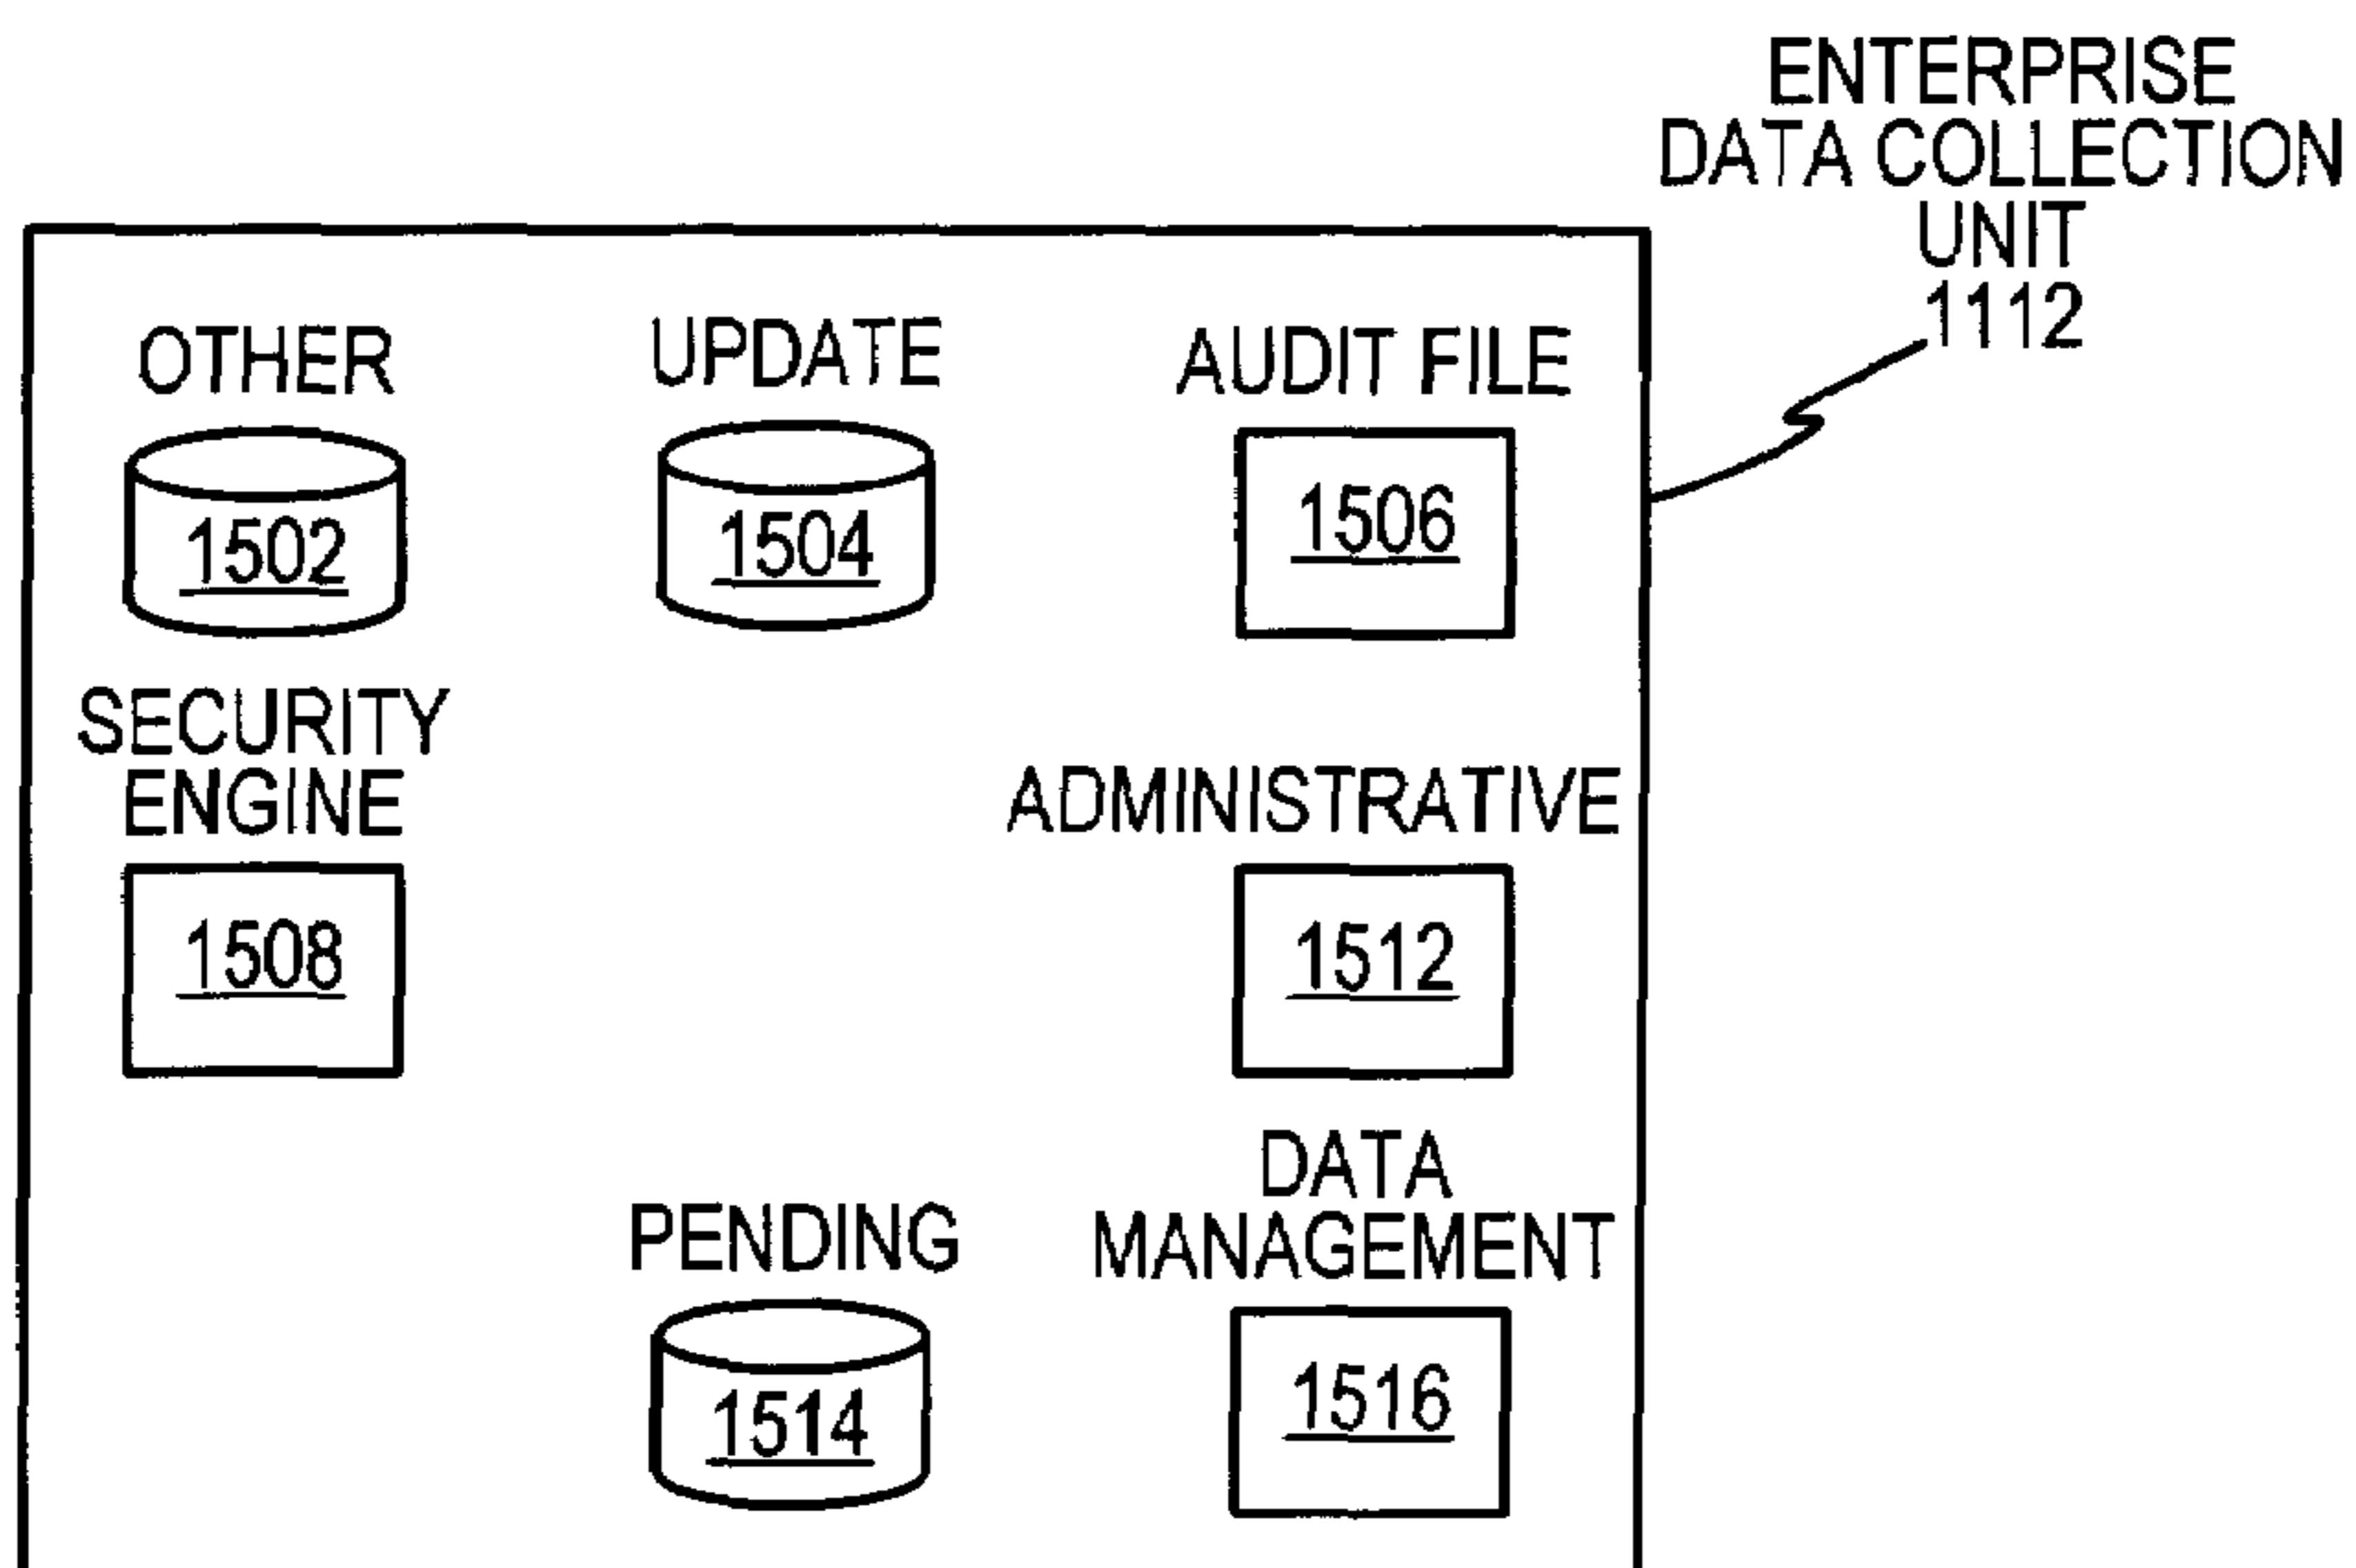 ENTERPRISE
DATA COLLECTION
UNIT
1112
OTHER
UPDATE
AUDIT FILE
1502
1504
1506
SECURITY
ENGINE
ADMINISTRATIVE
1508
1512
PENDING
DATA
MANAGEMENT
1514
1516